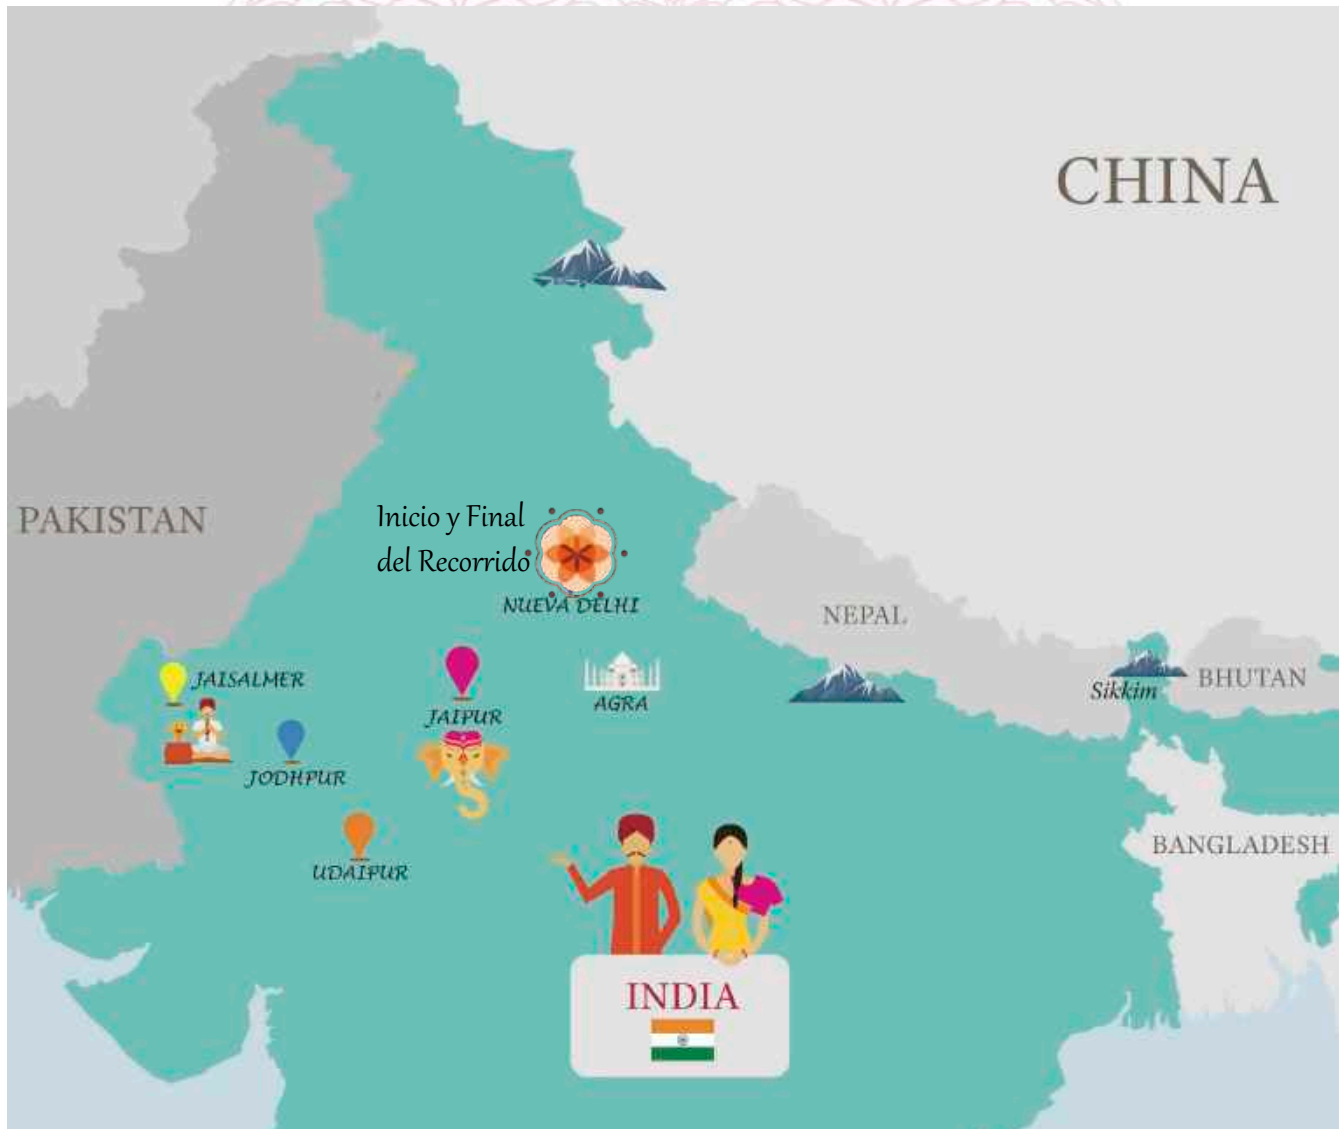 CHINA
PAKISTAN
Inicio y Final
del Recorrido
NUEVA DELHI
NEPAL
JAISALMER
JAIPUR
AGRA
Sikkim
BHUTAN
JODHPUR
UDAIPUR
BANGLADESH
INDIA